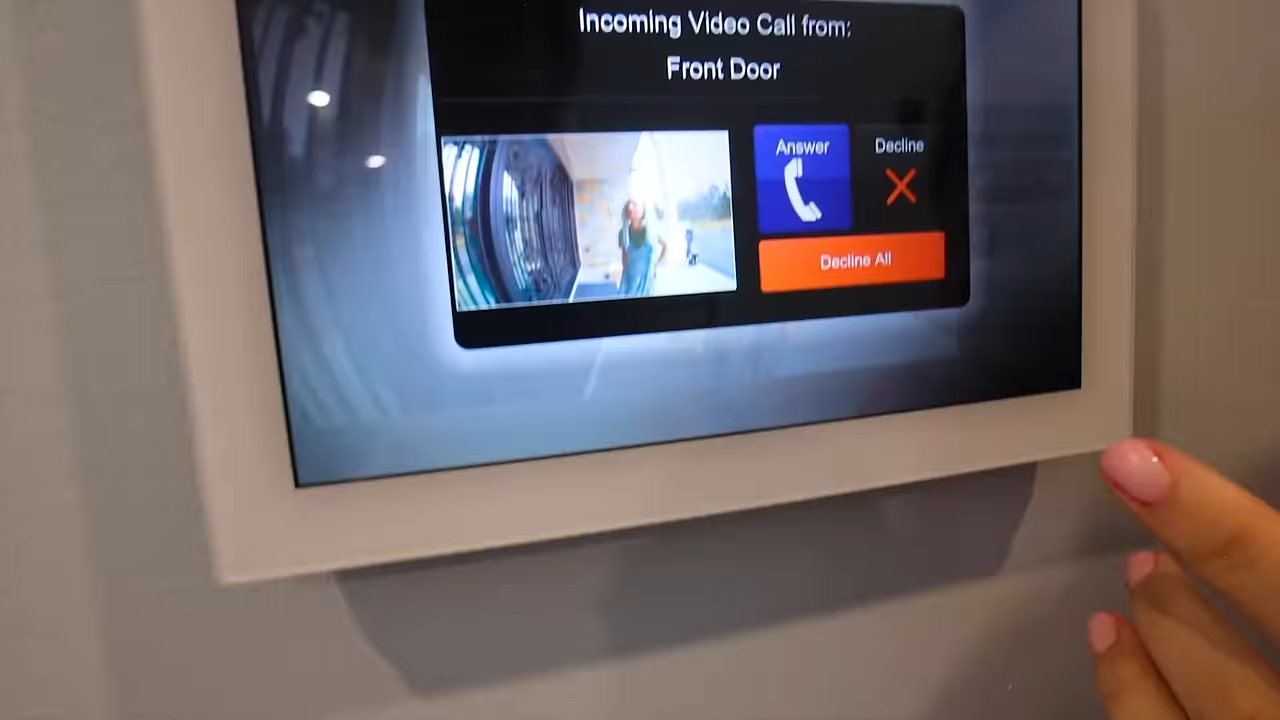 Incoming Video Call from:
Front Door
Answer
Decline
Decline All